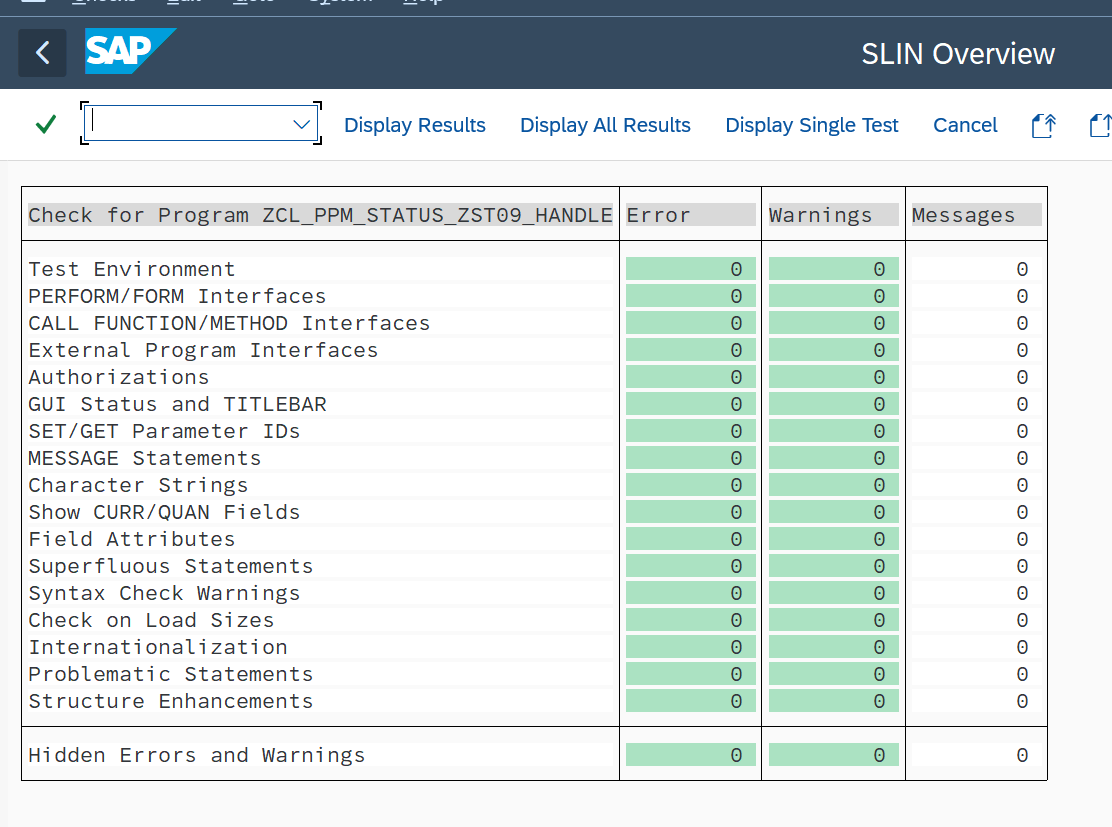 SAP
SLIN Overview
Display Results Display All Results Display Single Test Cancel
Check for Program ZCL_PPM_STATUS_ZST09_HANDLE Error Warnings Messages
Test Environment 0 0 0
PERFORM/FORM Interfaces 0 0 0
CALL FUNCTION/METHOD Interfaces 0 0 0
External Program Interfaces 0 0 0
Authorizations 0 0 0
GUI Status and TITLEBAR 0 0 0
SET/GET Parameter IDs 0 0 0
MESSAGE Statements 0 0 0
Character Strings 0 0 0
Show CURR/QUAN Fields 0 0 0
Field Attributes 0 0 0
Superfluous Statements 0 0 0
Syntax Check Warnings 0 0 0
Check on Load Sizes 0 0 0
Internationalization 0 0 0
Problematic Statements 0 0 0
Structure Enhancements 0 0 0
Hidden Errors and Warnings 0 0 0